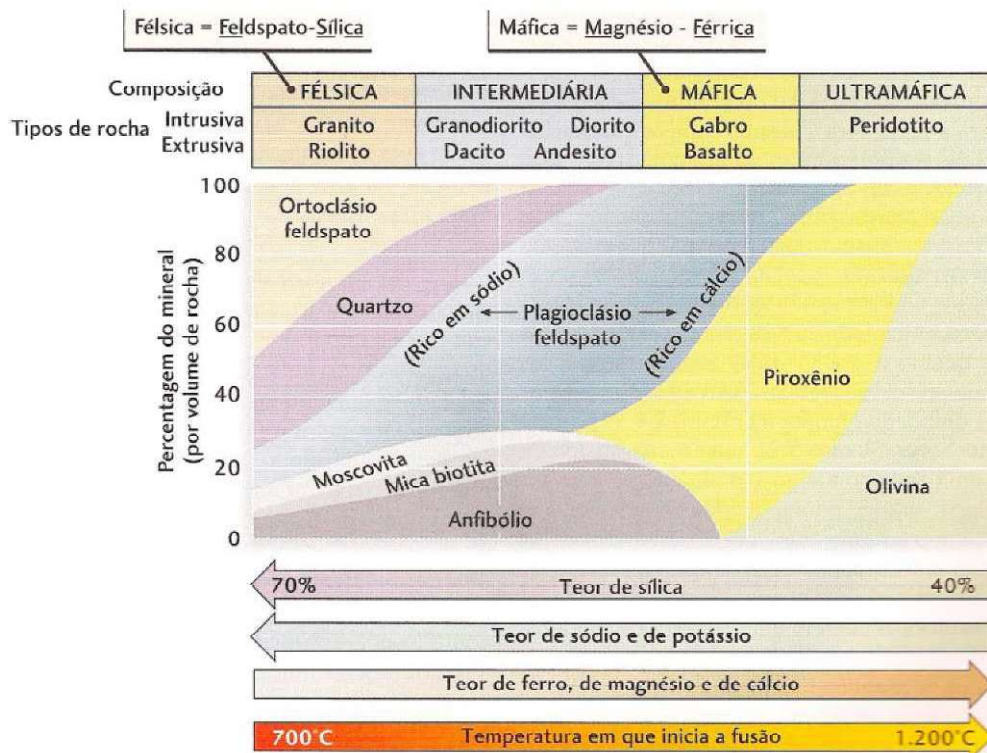 Félsica = Feldspato-Sílica
Máfica = Magnésio - Férrica
Composição
FÉLSICA
INTERMEDIÁRIA
MÁFICA
ULTRAMÁFICA
Tipos de rocha
Intrusiva
Granito
Granodiorito
Diorito
Gabro
Peridotito
Extrusiva
Riolito
Dacito
Andesito
Basalto
Percentagem do mineral
(por volume de rocha)
100
80
60
40
20
0
Ortoclásio
feldspato
Quartzo
(Rico em sódio)
Plagioclásio
feldspato
(Rico em cálcio)
Piroxênio
Moscovita
Mica biotita
Anfibólio
Olivina
70%
Teor de sílica
40%
Teor de sódio e de potássio
Teor de ferro, de magnésio e de cálcio
700°C
Temperatura em que inicia a fusão
1.200°C